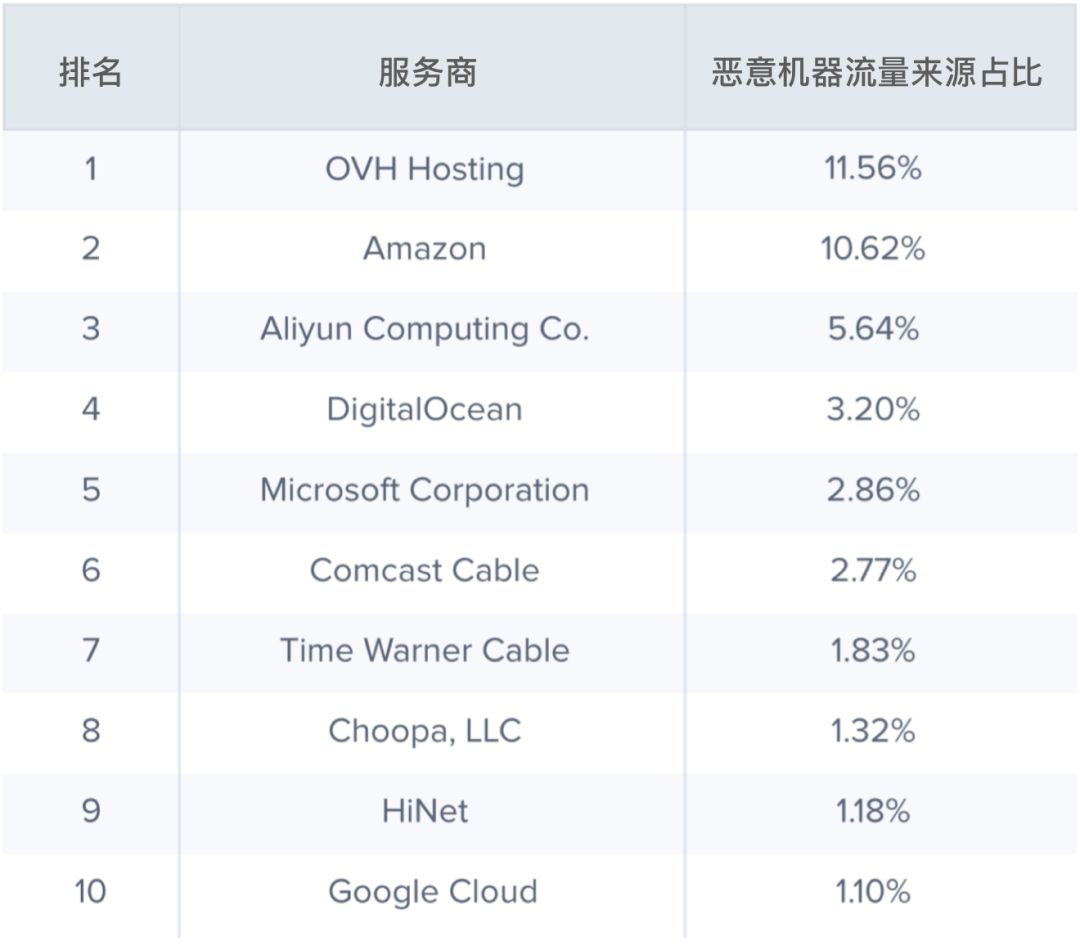 排名 服务商 恶意机器流量来源占比
1 OVH Hosting 11.56%
2 Amazon 10.62%
3 Aliyun Computing Co. 5.64%
4 DigitalOcean 3.20%
5 Microsoft Corporation 2.86%
6 Comcast Cable 2.77%
7 Time Warner Cable 1.83%
8 Choopa, LLC 1.32%
9 HiNet 1.18%
10 Google Cloud 1.10%